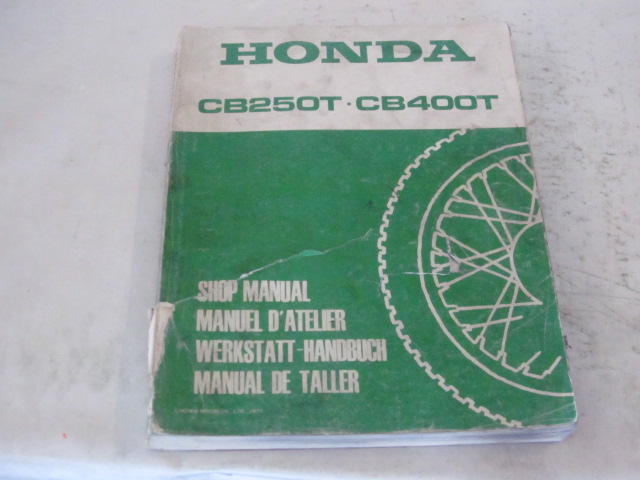 HONDA
CB250T · CB400T
SHOP MANUAL
MANUEL D'ATELIER
WERKSTATT-HANDBUCH
MANUAL DE TALLER